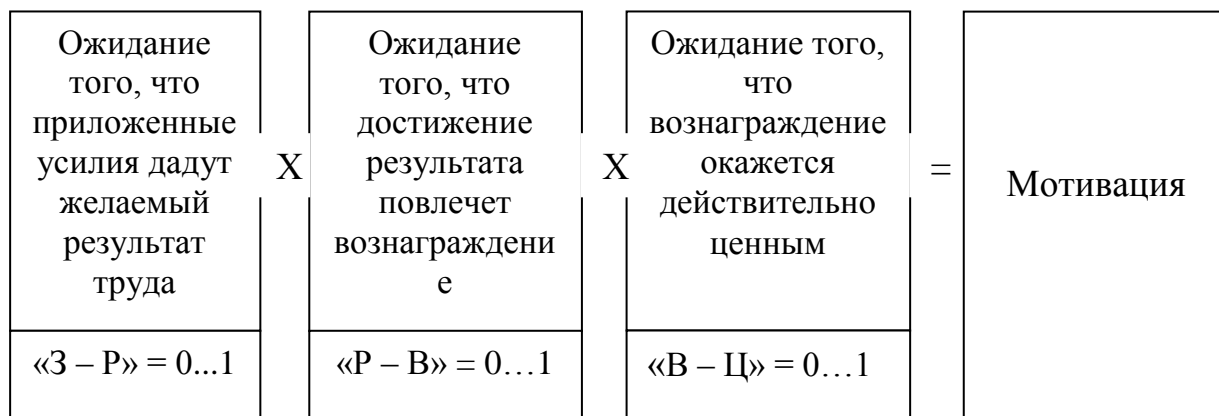 Ожидание
того, что
приложенные
усилия дадут
желаемый
результат
труда
«З – Р» = 0...1
X
Ожидание
того, что
достижение
результата
повлечет
вознаграждени
е
«Р – В» = 0…1
X
Ожидание того,
что
вознаграждение
окажется
действительно
ценным
«В – Ц» = 0…1
=
Мотивация